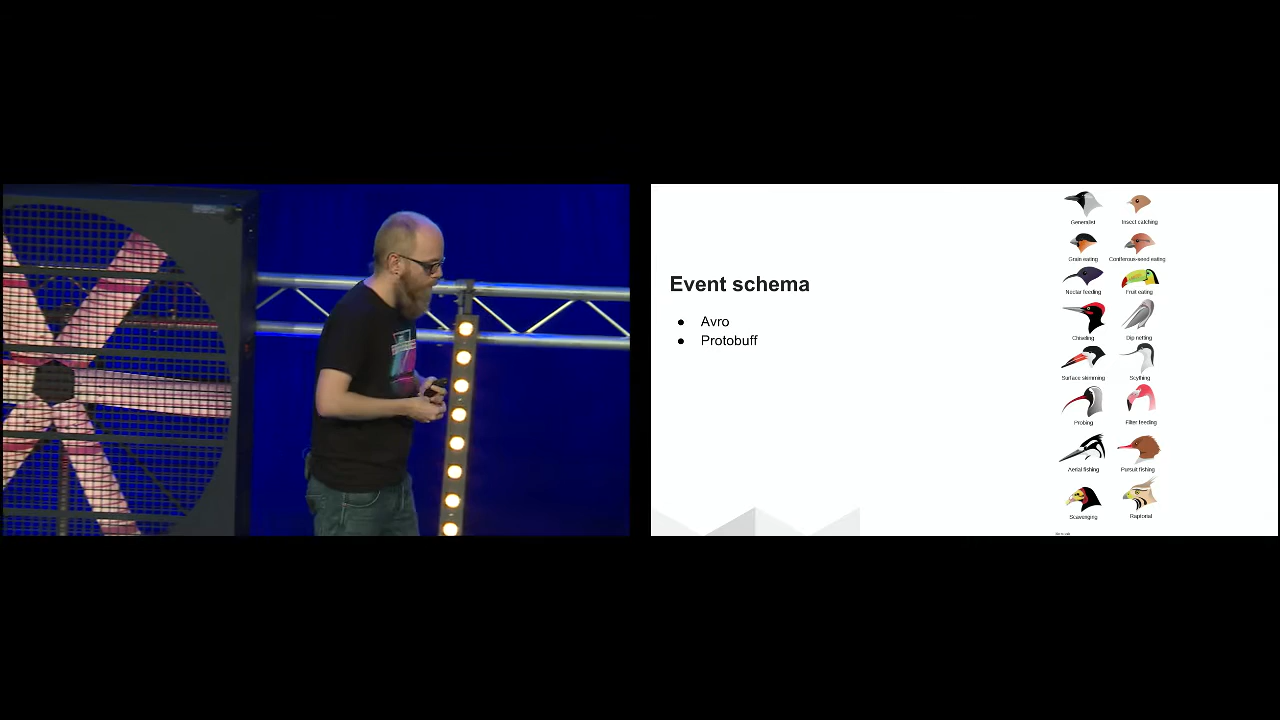 Event schema
● Avro
● Protobuff
Generalist
Insect catching
Grain eating
Coniferous-seed eating
Nectar feeding
Fruit eating
Chiseling
Dip netting
Surface skimming
Scything
Probing
Filter feeding
Aerial fishing
Pursuit fishing
Scavenging
Raptorial